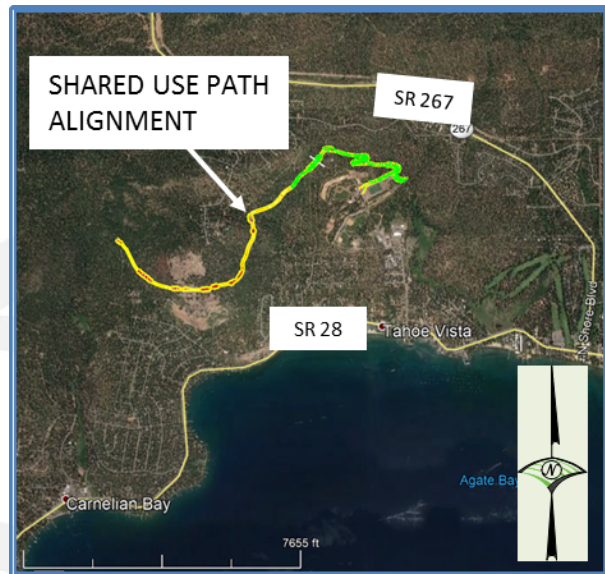 SHARED USE PATH
ALIGNMENT
SR 267
267
N Shore Blvd
SR 28
Tahoe Vista
Agate Bay
Carnelian Bay
7655 ft
N